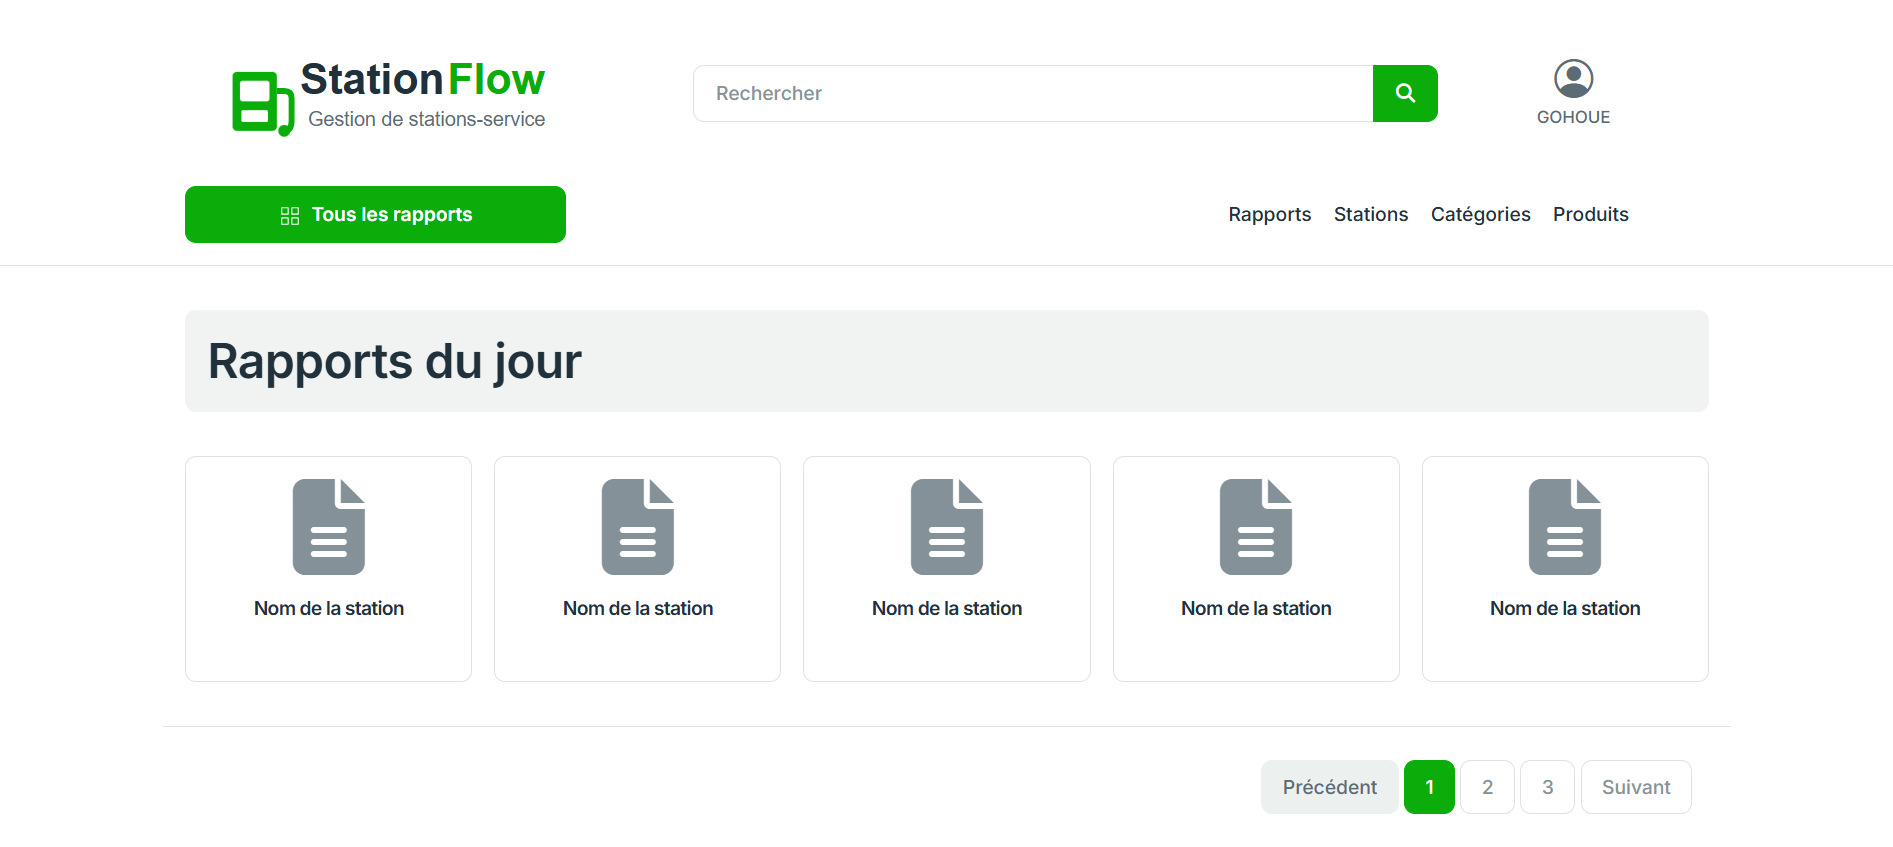 StationFlow
Gestion de stations-service
Rechercher
GOHOUE
Tous les rapports
Rapports Stations Catégories Produits
Rapports du jour
Nom de la station
Nom de la station
Nom de la station
Nom de la station
Nom de la station
Précédent 1 2 3 Suivant